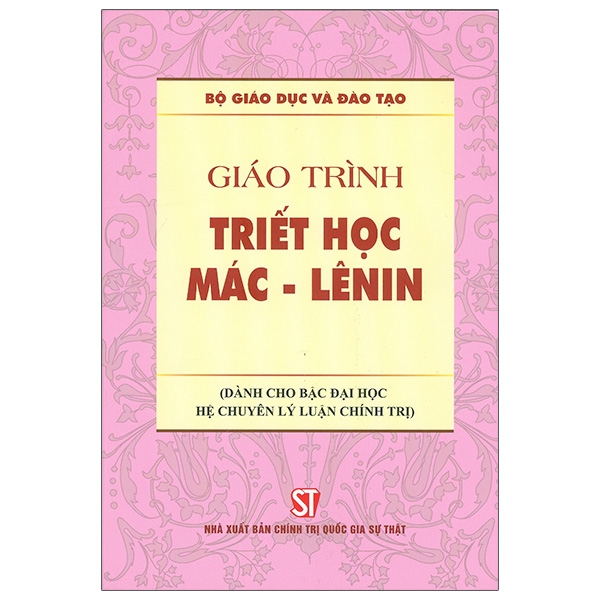 BỘ GIÁO DỤC VÀ ĐÀO TẠO
GIÁO TRÌNH
TRIẾT HỌC
MÁC - LÊNIN
(DÀNH CHO BẬC ĐẠI HỌC
HỆ CHUYÊN LÝ LUẬN CHÍNH TRỊ)
ST
NHÀ XUẤT BẢN CHÍNH TRỊ QUỐC GIA SỰ THẬT